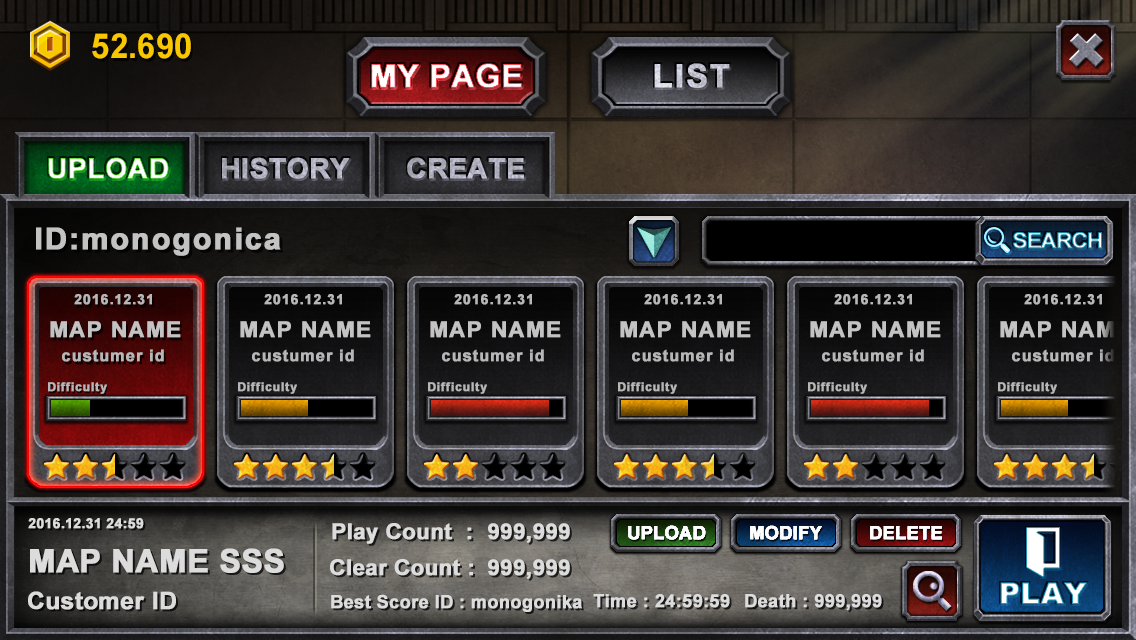 52.690
MY PAGE
LIST
UPLOAD
HISTORY
CREATE
ID:monogonica
SEARCH
2016.12.31
MAP NAME
custumer id
Difficulty
2016.12.31
MAP NAME
custumer id
Difficulty
2016.12.31
MAP NAME
custumer id
Difficulty
2016.12.31
MAP NAME
custumer id
Difficulty
2016.12.31
MAP NAME
custumer id
Difficulty
2016.12.31
MAP NAM
custumer id
Difficulty
2016.12.31 24:59
MAP NAME SSS
Customer ID
Play Count : 999,999
Clear Count : 999,999
Best Score ID : monogonika Time : 24:59:59 Death : 999,999
UPLOAD
MODIFY
DELETE
PLAY